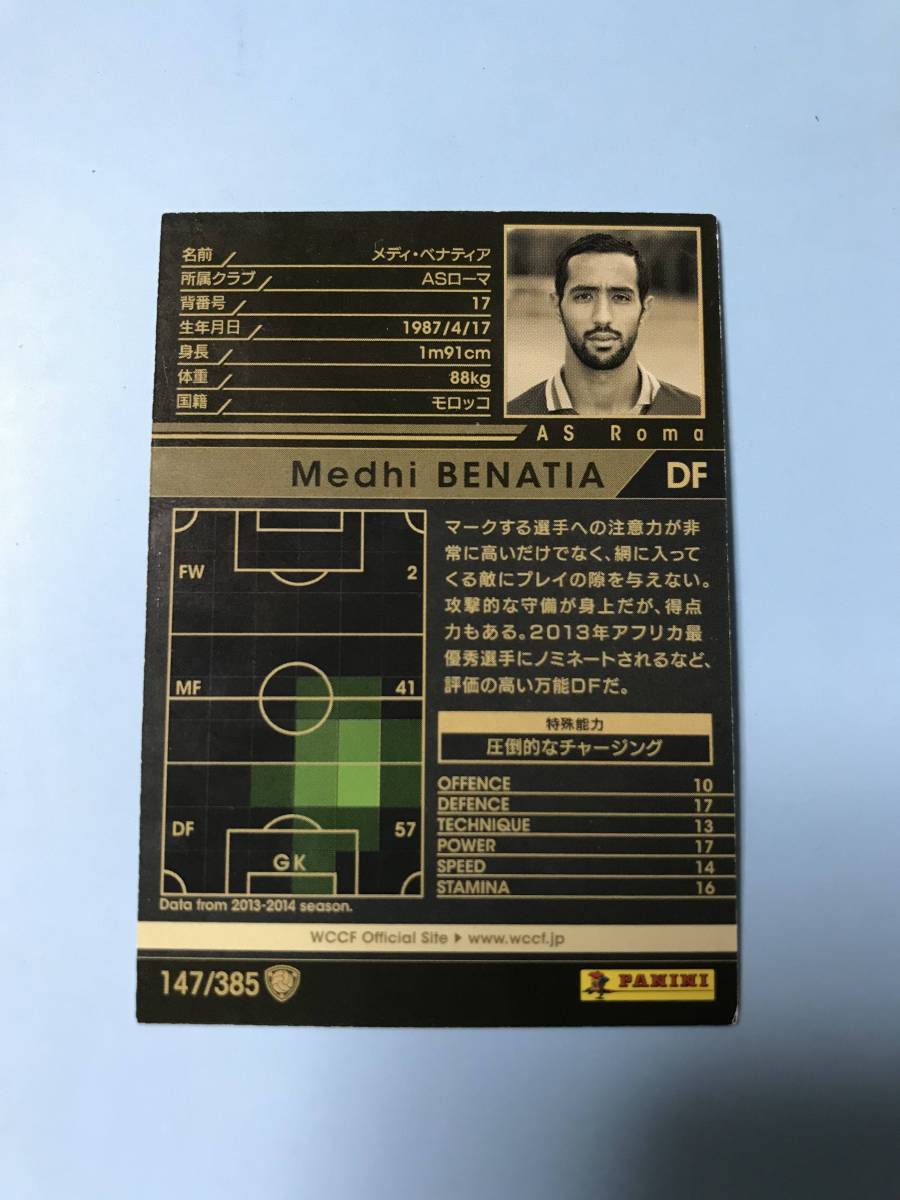 名前 メディ・ベナティア
所属クラブ ASローマ
背番号 17
生年月日 1987/4/17
身長 1m91cm
体重 88kg
国籍 モロッコ
AS Roma
Medhi BENATIA DF
FW 2
MF 41
DF 57
GK
Data from 2013-2014 season.
マークする選手への注意力が非
常に高いだけでなく、網に入って
くる敵にプレイの隙を与えない。
攻撃的な守備が身上だが、得点
力もある。2013年アフリカ最
優秀選手にノミネートされるなど、
評価の高い万能DFだ。
特殊能力
圧倒的なチャージング
OFFENCE 10
DEFENCE 17
TECHNIQUE 13
POWER 17
SPEED 14
STAMINA 16
WCCF Official Site ▶ www.wccf.jp
147/385
PANINI